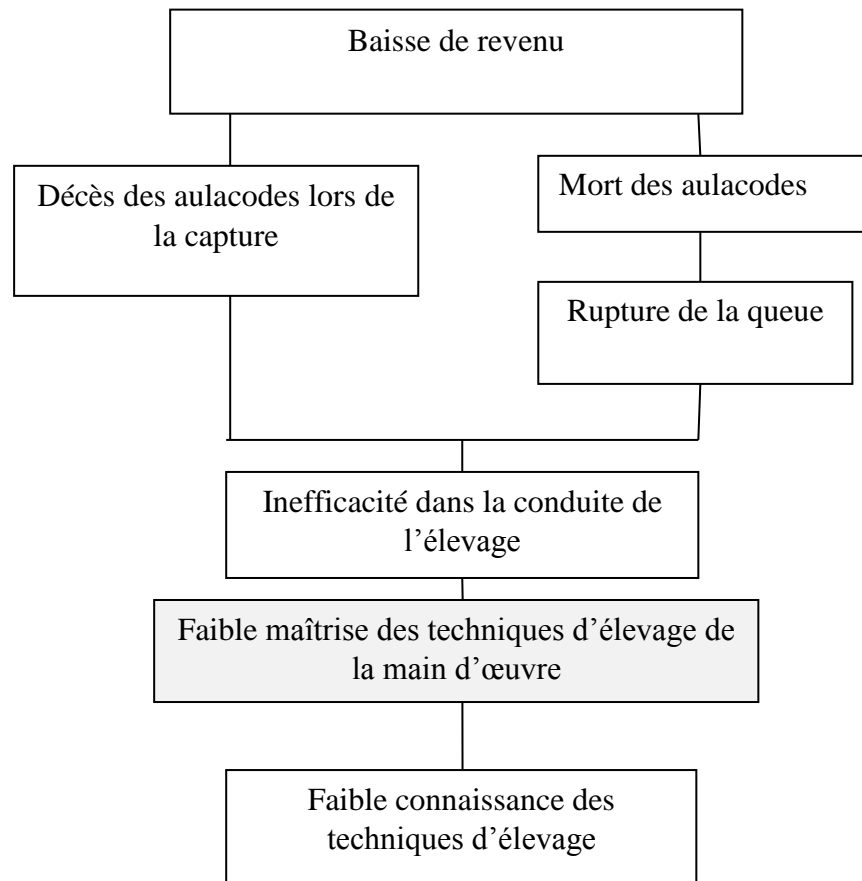 Baisse de revenu
Décès des aulacodes lors de
la capture
Mort des aulacodes
Rupture de la queue
Inefficacité dans la conduite de
l’élevage
Faible maîtrise des techniques d’élevage de
la main d’œuvre
Faible connaissance des
techniques d’élevage